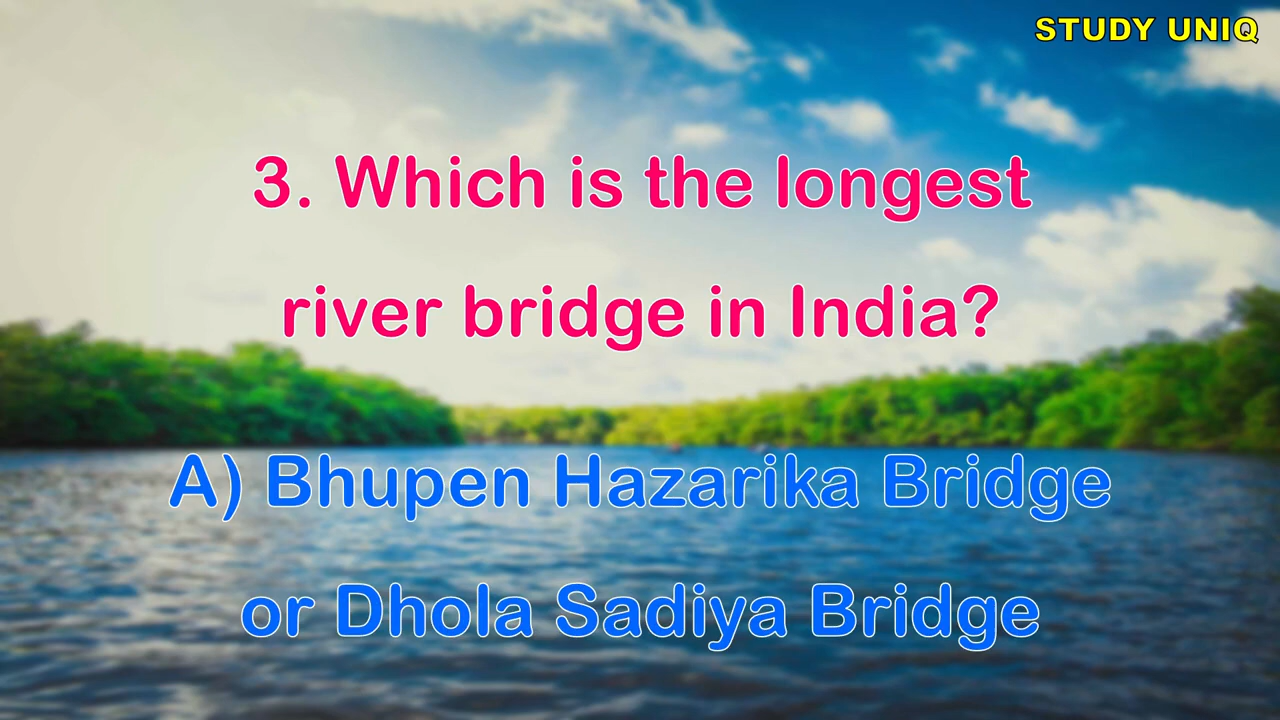 STUDY UNIQ
3. Which is the longest
river bridge in India?
A) Bhupen Hazarika Bridge
or Dhola Sadiya Bridge